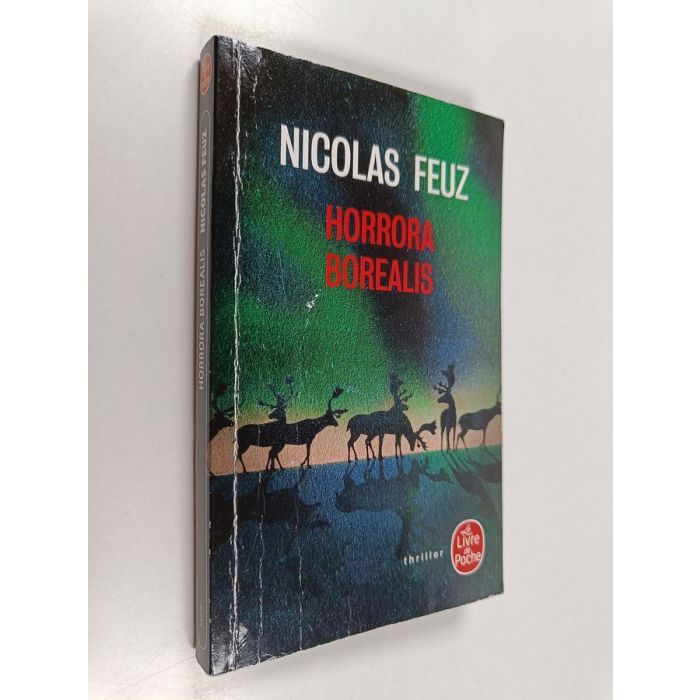 NICOLAS FEUZ
HORRORA
BOREALIS
thriller
Le
Livre
de
Poche
HORRORA BOREALIS NICOLAS FEUZ